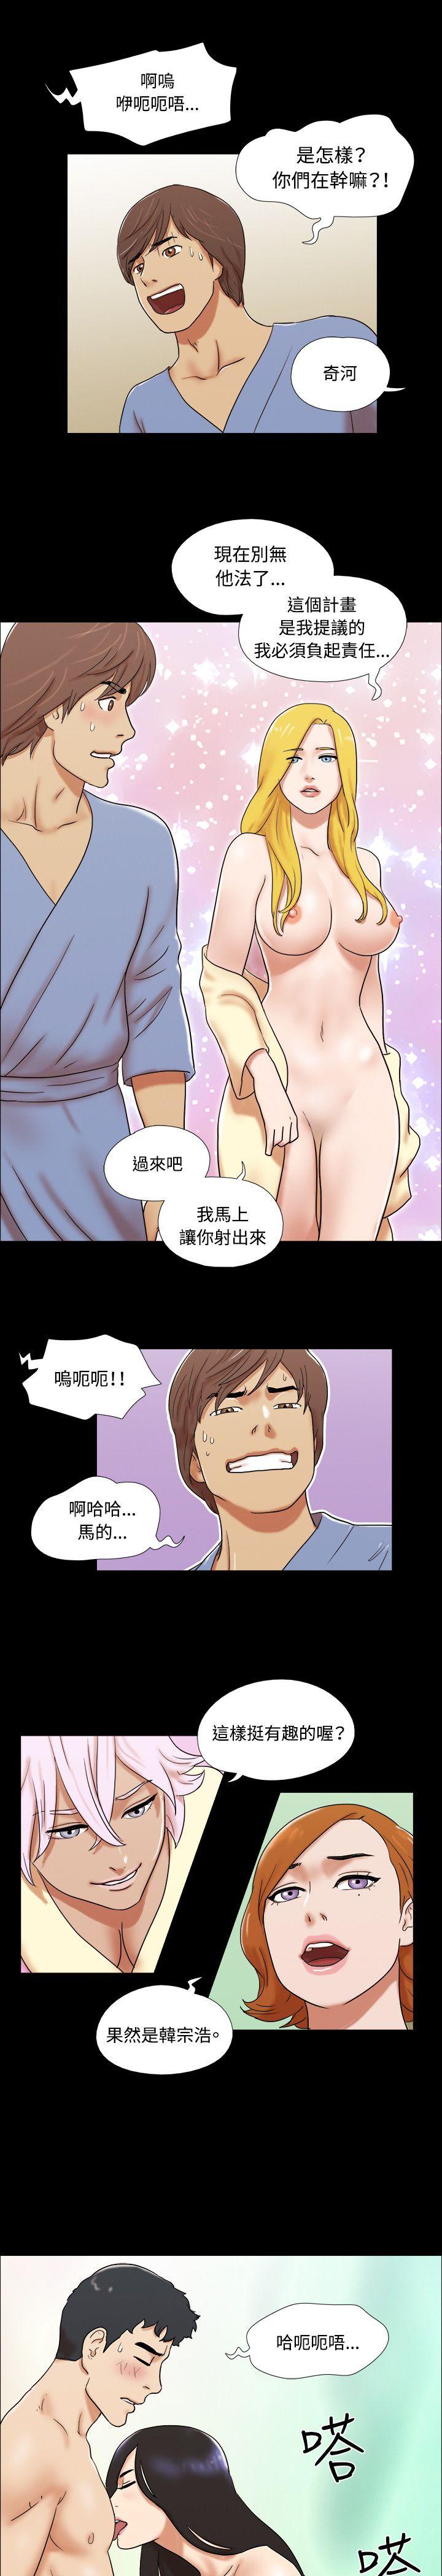 啊嗚
咿呃呃唔...
是怎樣？
你們在幹嘛？！
奇河
現在別無
他法了...
這個計畫
是我提議的
我必須負起責任...
過來吧
我馬上
讓你射出來
嗚呃呃！！
啊哈哈...
馬的...
這樣挺有趣的喔？
果然是韓宗浩。
哈呃呃唔...
嗒
嗒